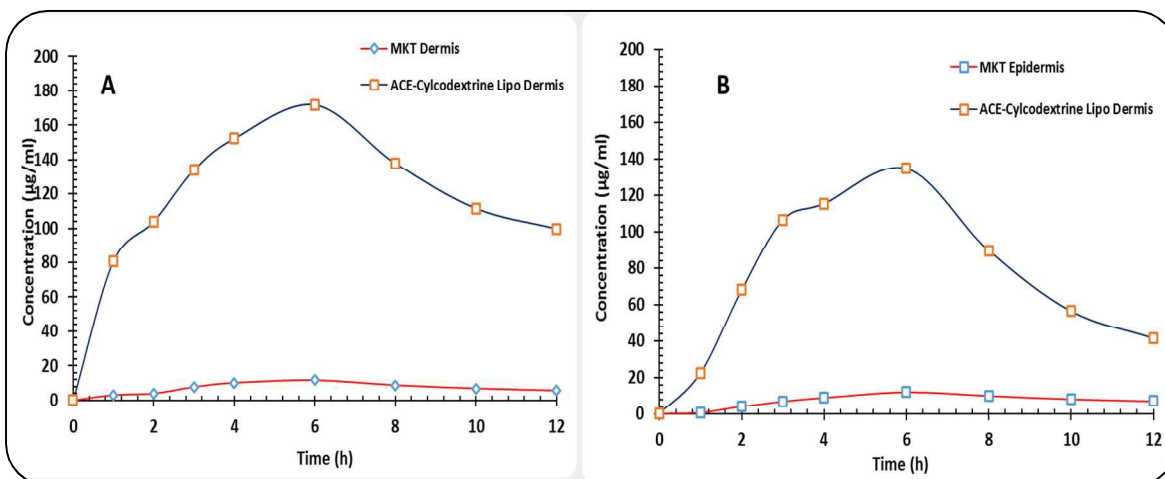 A
MKT Dermis
ACE-Cylcodextrine Lipo Dermis
Concentration (µg/ml)
200
180
160
140
120
100
80
60
40
20
0
0 2 4 6 8 10 12
Time (h)
B
MKT Epidermis
ACE-Cylcodextrine Lipo Dermis
Concentration (µg/ml)
200
180
160
140
120
100
80
60
40
20
0
0 2 4 6 8 10 12
Time (h)